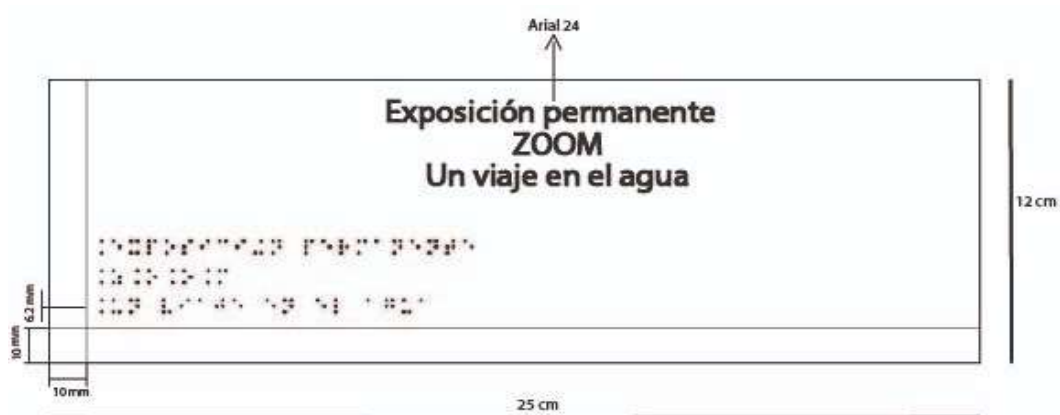 Arial 24
Exposición permanente
ZOOM
Un viaje en el agua
⠨⠑⠭⠏⠕⠎⠊⠉⠊⠬⠝ ⠏⠑⠗⠍⠁⠝⠑⠝⠞⠑
⠨⠵⠨⠕⠨⠕⠨⠍
⠨⠥⠝ ⠧⠊⠁⠚⠑ ⠑⠝ ⠑⠇ ⠁⠛⠥⠁
12 cm
6.2 mm
10 mm
10 mm
25 cm